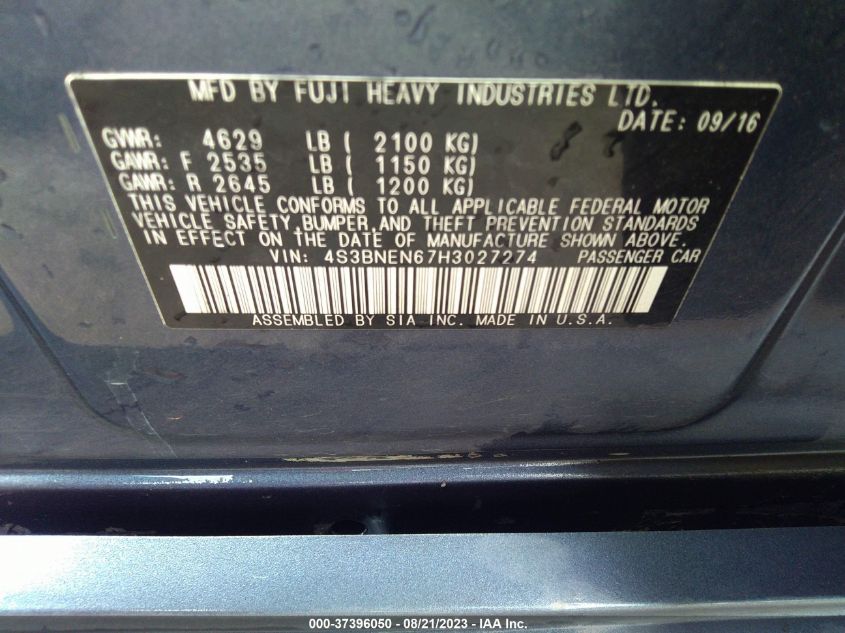 MFD BY FUJI HEAVY INDUSTRIES LTD.
DATE: 09/16
GVWR: 4629 LB ( 2100 KG)
GAWR: F 2535 LB ( 1150 KG)
GAWR: R 2645 LB ( 1200 KG)
THIS VEHICLE CONFORMS TO ALL APPLICABLE FEDERAL MOTOR
VEHICLE SAFETY,BUMPER,AND THEFT PREVENTION STANDARDS
IN EFFECT ON THE DATE OF MANUFACTURE SHOWN ABOVE.
VIN: 4S3BNEN67H3027274 PASSENGER CAR
ASSEMBLED BY SIA INC. MADE IN U.S.A.
000-37396050 - 08/21/2023 - IAA Inc.